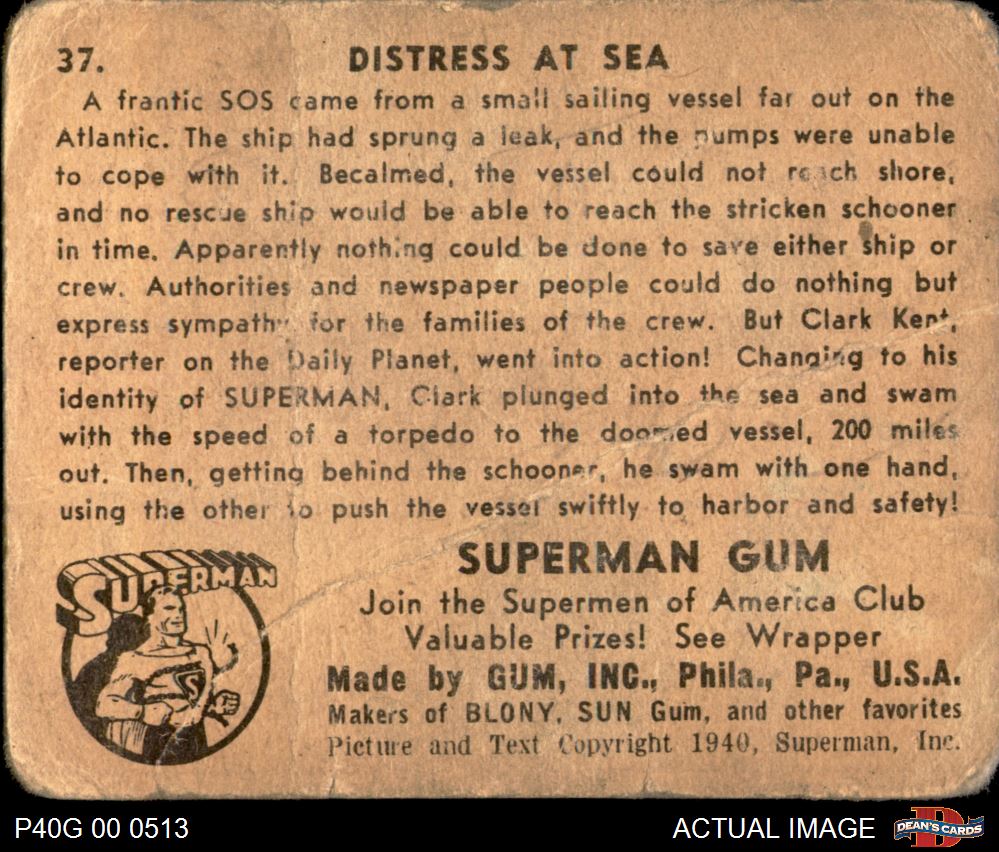 37. DISTRESS AT SEA
A frantic SOS came from a small sailing vessel far out on the
Atlantic. The ship had sprung a leak, and the pumps were unable
to cope with it. Becalmed, the vessel could not reach shore,
and no rescue ship would be able to reach the stricken schooner
in time. Apparently nothing could be done to save either ship or
crew. Authorities and newspaper people could do nothing but
express sympathy for the families of the crew. But Clark Kent,
reporter on the Daily Planet, went into action! Changing to his
identity of SUPERMAN, Clark plunged into the sea and swam
with the speed of a torpedo to the doomed vessel, 200 miles
out. Then, getting behind the schooner, he swam with one hand,
using the other to push the vessel swiftly to harbor and safety!
SUPERMAN
S
SUPERMAN GUM
Join the Supermen of America Club
Valuable Prizes! See Wrapper
Made by GUM, INC., Phila., Pa., U.S.A.
Makers of BLONY, SUN Gum, and other favorites
Picture and Text Copyright 1940, Superman, Inc.
P40G 00 0513
ACTUAL IMAGE
D
DEAN'S CARDS